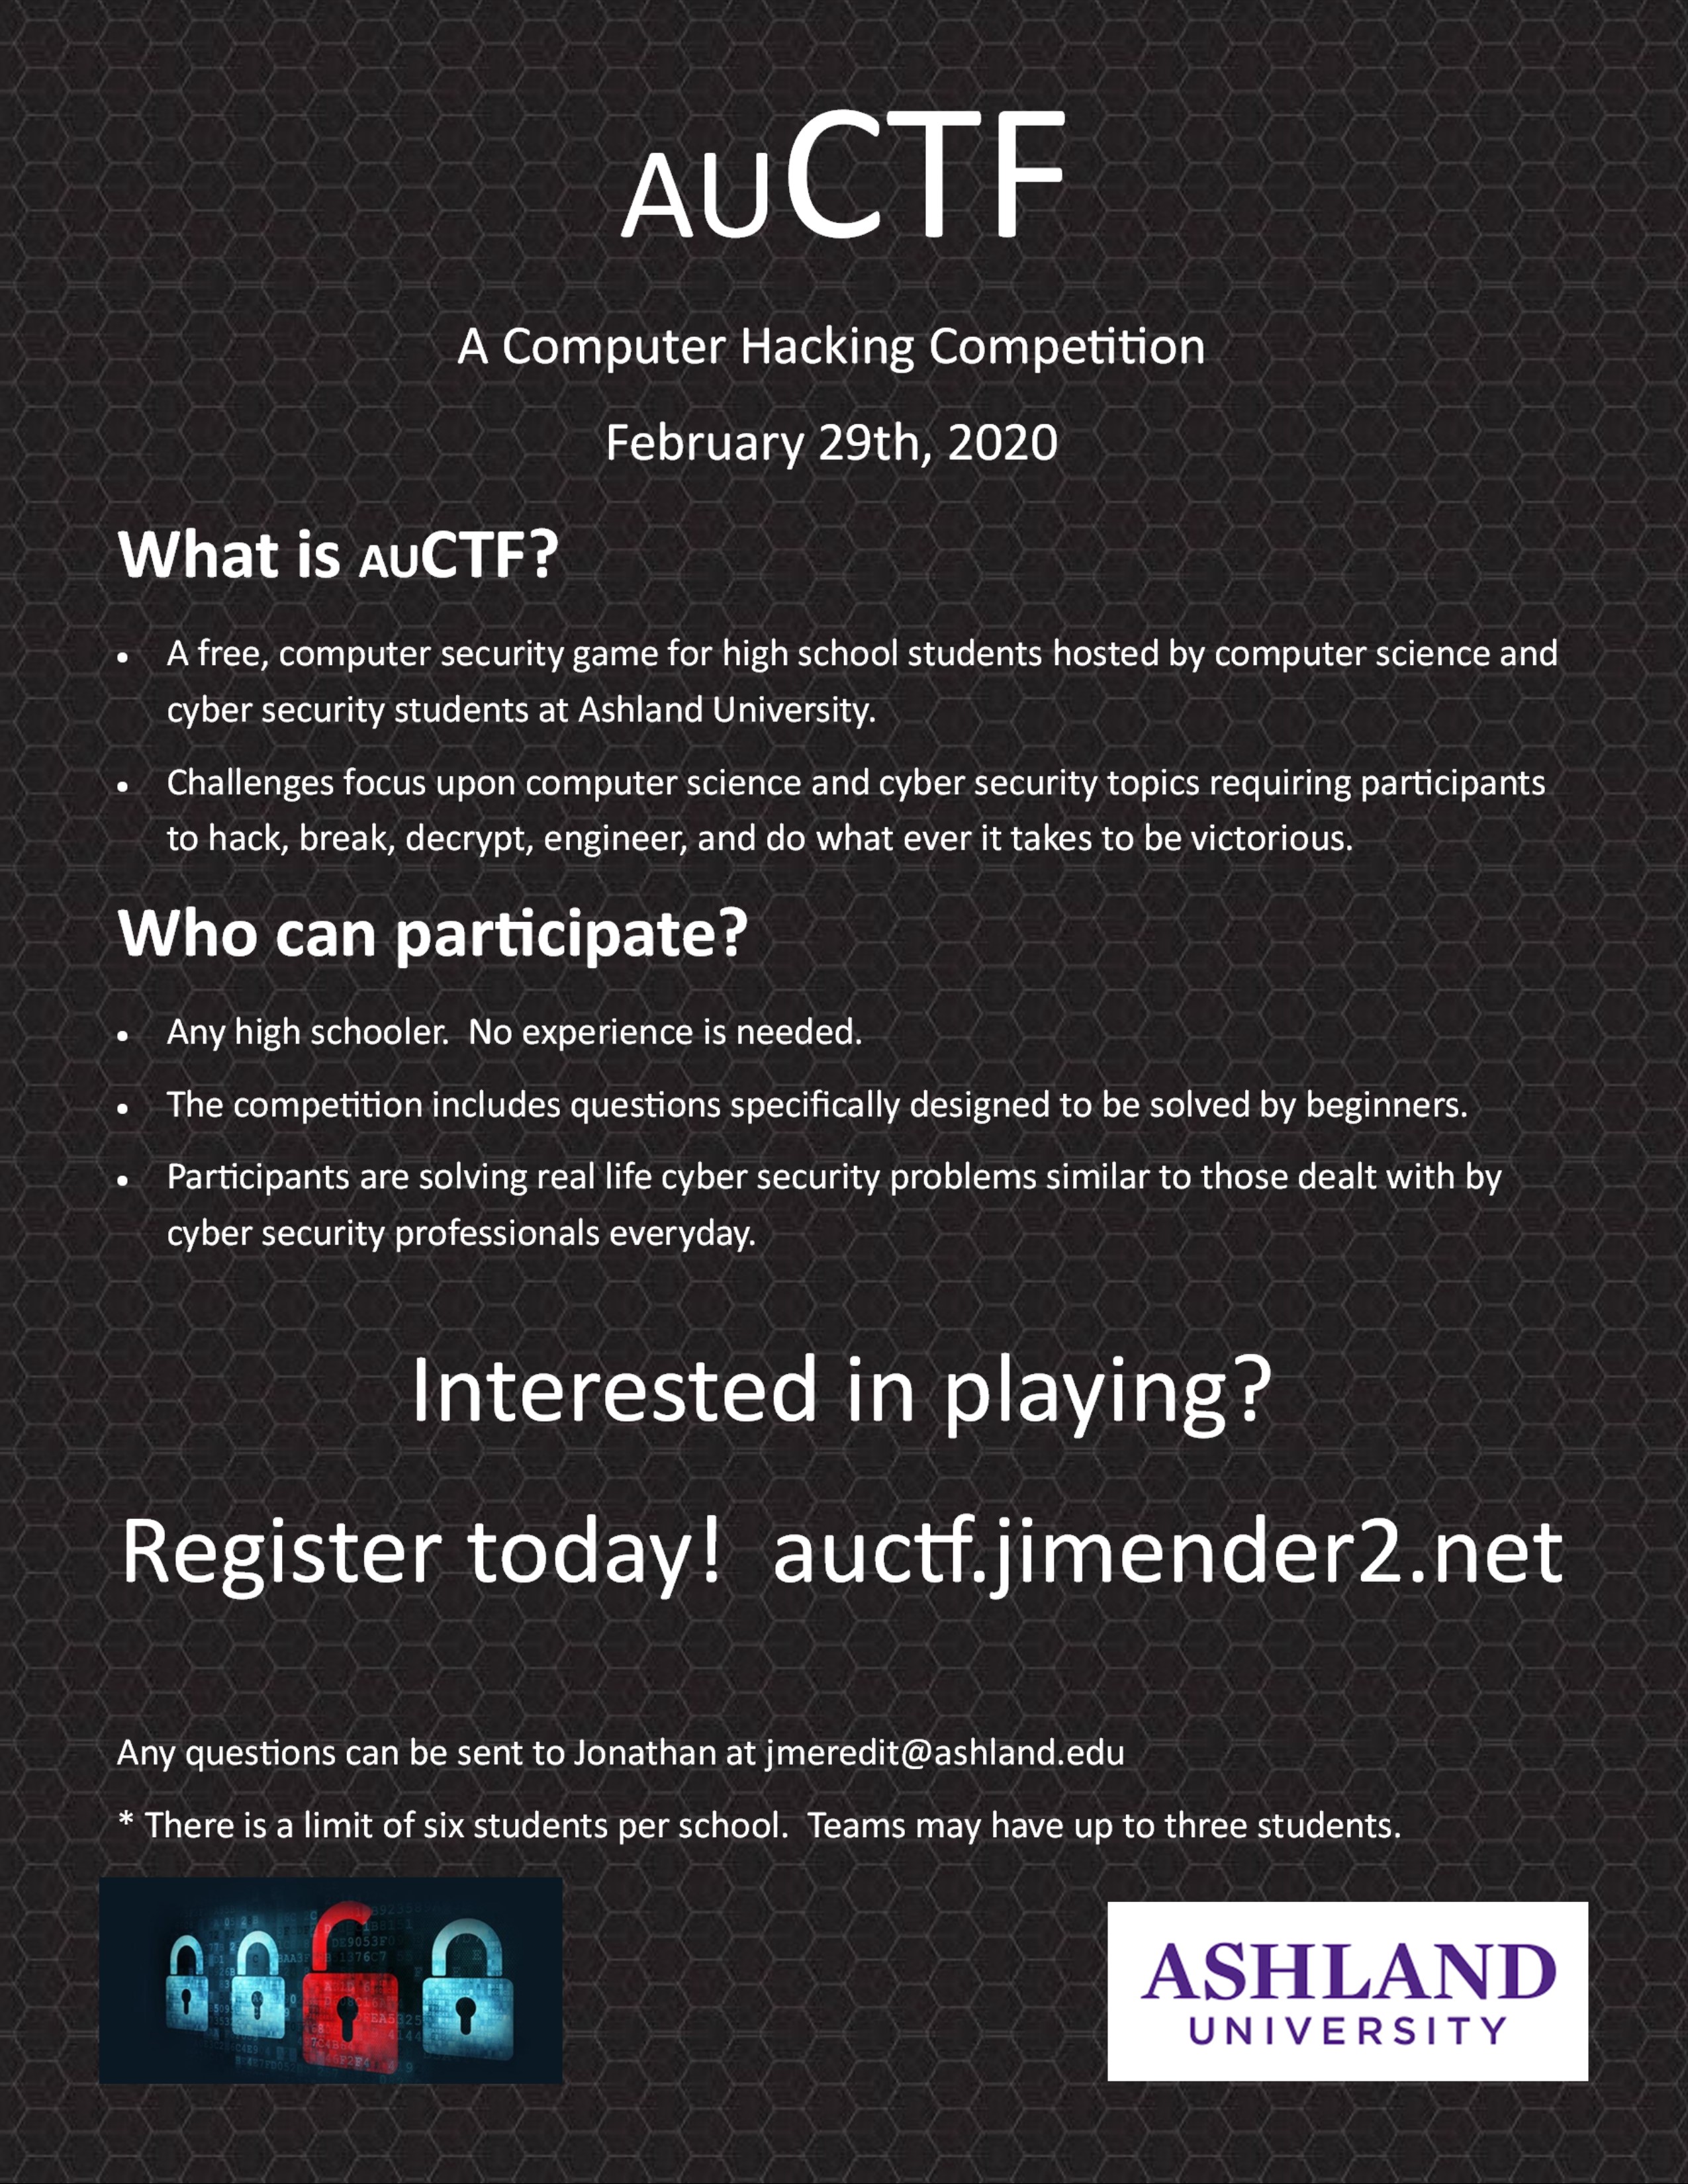 AUCTF
A Computer Hacking Competition
February 29th, 2020
What is AUCTF?
• A free, computer security game for high school students hosted by computer science and
cyber security students at Ashland University.
• Challenges focus upon computer science and cyber security topics requiring participants
to hack, break, decrypt, engineer, and do what ever it takes to be victorious.
Who can participate?
• Any high schooler.  No experience is needed.
• The competition includes questions specifically designed to be solved by beginners.
• Participants are solving real life cyber security problems similar to those dealt with by
cyber security professionals everyday.
Interested in playing?
Register today!  auctf.jimender2.net
Any questions can be sent to Jonathan at jmeredit@ashland.edu
* There is a limit of six students per school.  Teams may have up to three students.
ASHLAND
UNIVERSITY